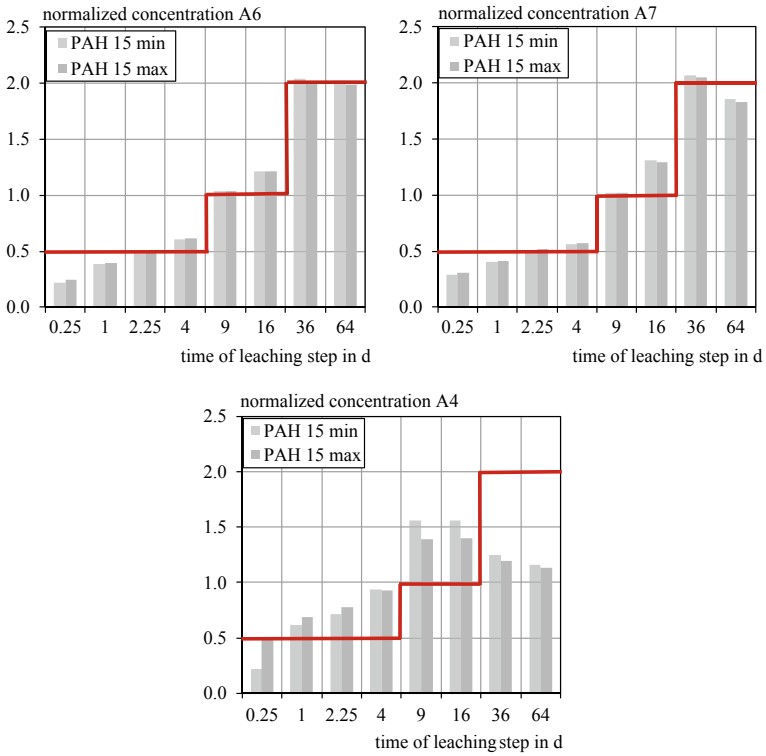 normalized concentration A6
2.5
PAH 15 min
PAH 15 max
2.0
1.5
1.0
0.5
0.0
0.25 1 2.25 4 9 16 36 64
time of leaching step in d
normalized concentration A7
2.5
PAH 15 min
PAH 15 max
2.0
1.5
1.0
0.5
0.0
0.25 1 2.25 4 9 16 36 64
time of leaching step in d
normalized concentration A4
2.5
PAH 15 min
PAH 15 max
2.0
1.5
1.0
0.5
0.0
0.25 1 2.25 4 9 16 36 64
time of leaching step in d